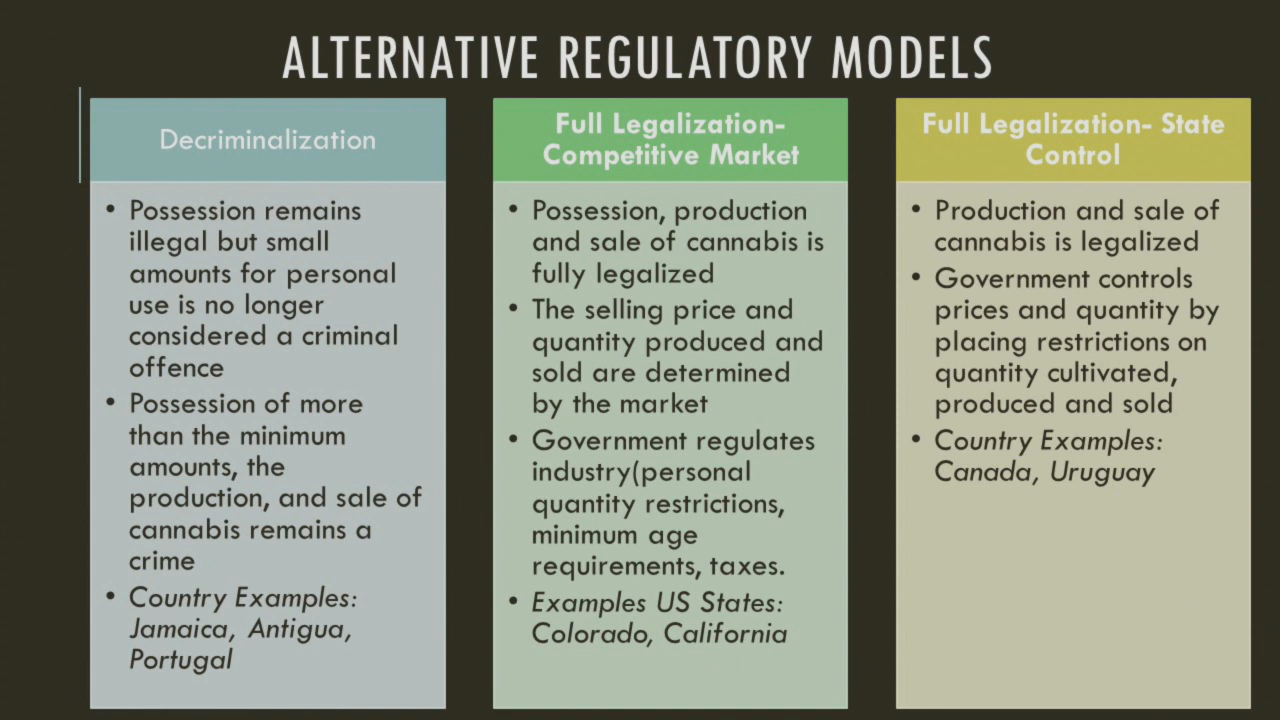 ALTERNATIVE REGULATORY MODELS
Decriminalization
• Possession remains
illegal but small
amounts for personal
use is no longer
considered a criminal
offence
• Possession of more
than the minimum
amounts, the
production, and sale of
cannabis remains a
crime
• Country Examples:
Jamaica, Antigua,
Portugal
Full Legalization-
Competitive Market
• Possession, production
and sale of cannabis is
fully legalized
• The selling price and
quantity produced and
sold are determined
by the market
• Government regulates
industry(personal
quantity restrictions,
minimum age
requirements, taxes.
• Examples US States:
Colorado, California
Full Legalization- State
Control
• Production and sale of
cannabis is legalized
• Government controls
prices and quantity by
placing restrictions on
quantity cultivated,
produced and sold
• Country Examples:
Canada, Uruguay